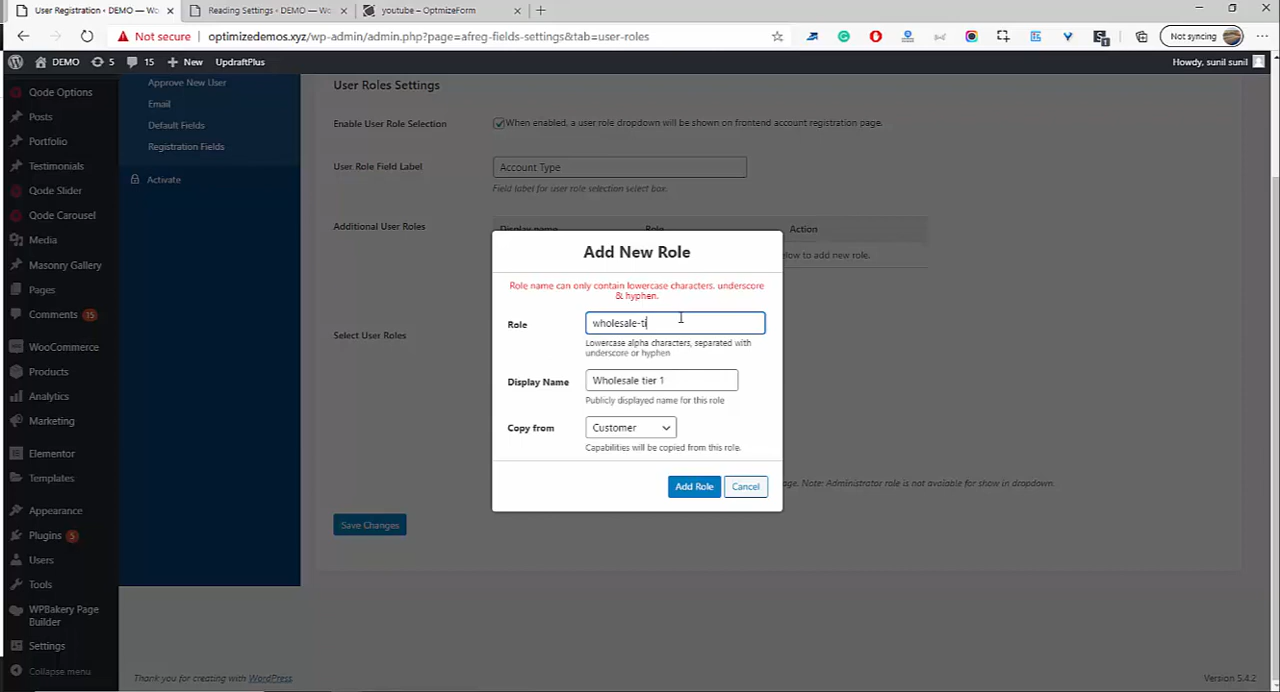 User Registration ‹ DEMO — Wo
Reading Settings ‹ DEMO — Wo
youtube – OptmizeForm
Not secure
optimizedemos.xyz/wp-admin/admin.php?page=afreg-fields-settings&tab=user-roles
Not syncing
DEMO
5
15
New
UpdraftPlus
Howdy, sunil sunil
Qode Options
Posts
Portfolio
Testimonials
Qode Slider
Qode Carousel
Media
Masonry Gallery
Pages
Comments 15
WooCommerce
Products
Analytics
Marketing
Elementor
Templates
Appearance
Plugins 5
Users
Tools
WPBakery Page
Builder
Settings
Collapse menu
Approve New User
Email
Default Fields
Registration Fields
Activate
User Roles Settings
Enable User Role Selection
When enabled, a user role dropdown will be shown on frontend account registration page.
User Role Field Label
Account Type
Field label for user role selection select box.
Additional User Roles
Display name Role Action
elow to add new role.
Select User Roles
page. Note: Administrator role is not avaiable for show in dropdown.
Save Changes
Add New Role
Role name can only contain lowercase characters, underscore
& hyphen.
Role
wholesale-ti
Lowercase alpha characters, separated with
underscore or hyphen
Display Name
Wholesale tier 1
Publicly displayed name for this role
Copy from
Customer
Capabilities will be copied from this role.
Add Role
Cancel
Thank you for creating with WordPress.
Version 5.4.2